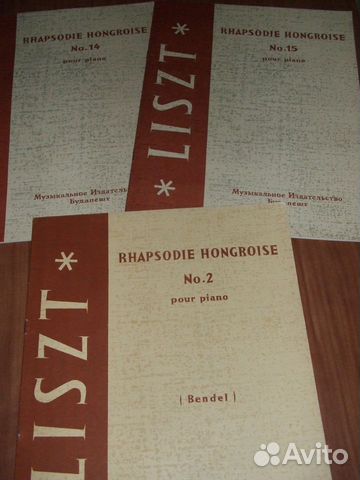 RHAPSODIE HONGROISE
No. 14
pour piano
Музыкальное Издательство
Будапешт
* LISZT *
RHAPSODIE HONGROISE
No. 15
pour piano
Музыкальное Издательство
Будапешт
LISZT *
RHAPSODIE HONGROISE
No. 2
pour piano
( Bendel )
Avito